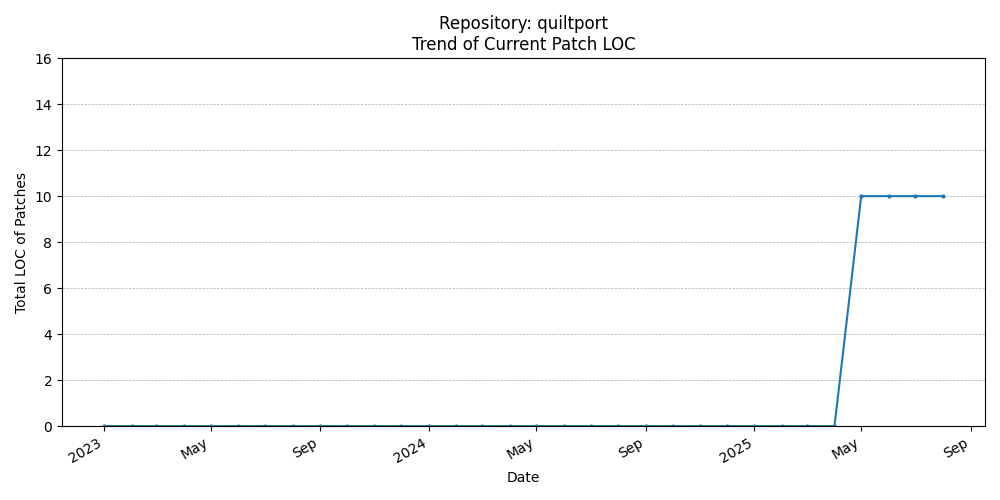 Repository: quiltport
Trend of Current Patch LOC
16
14
12
10
8
6
4
2
0
Total LOC of Patches
2023
May
Sep
2024
May
Sep
2025
May
Sep
Date